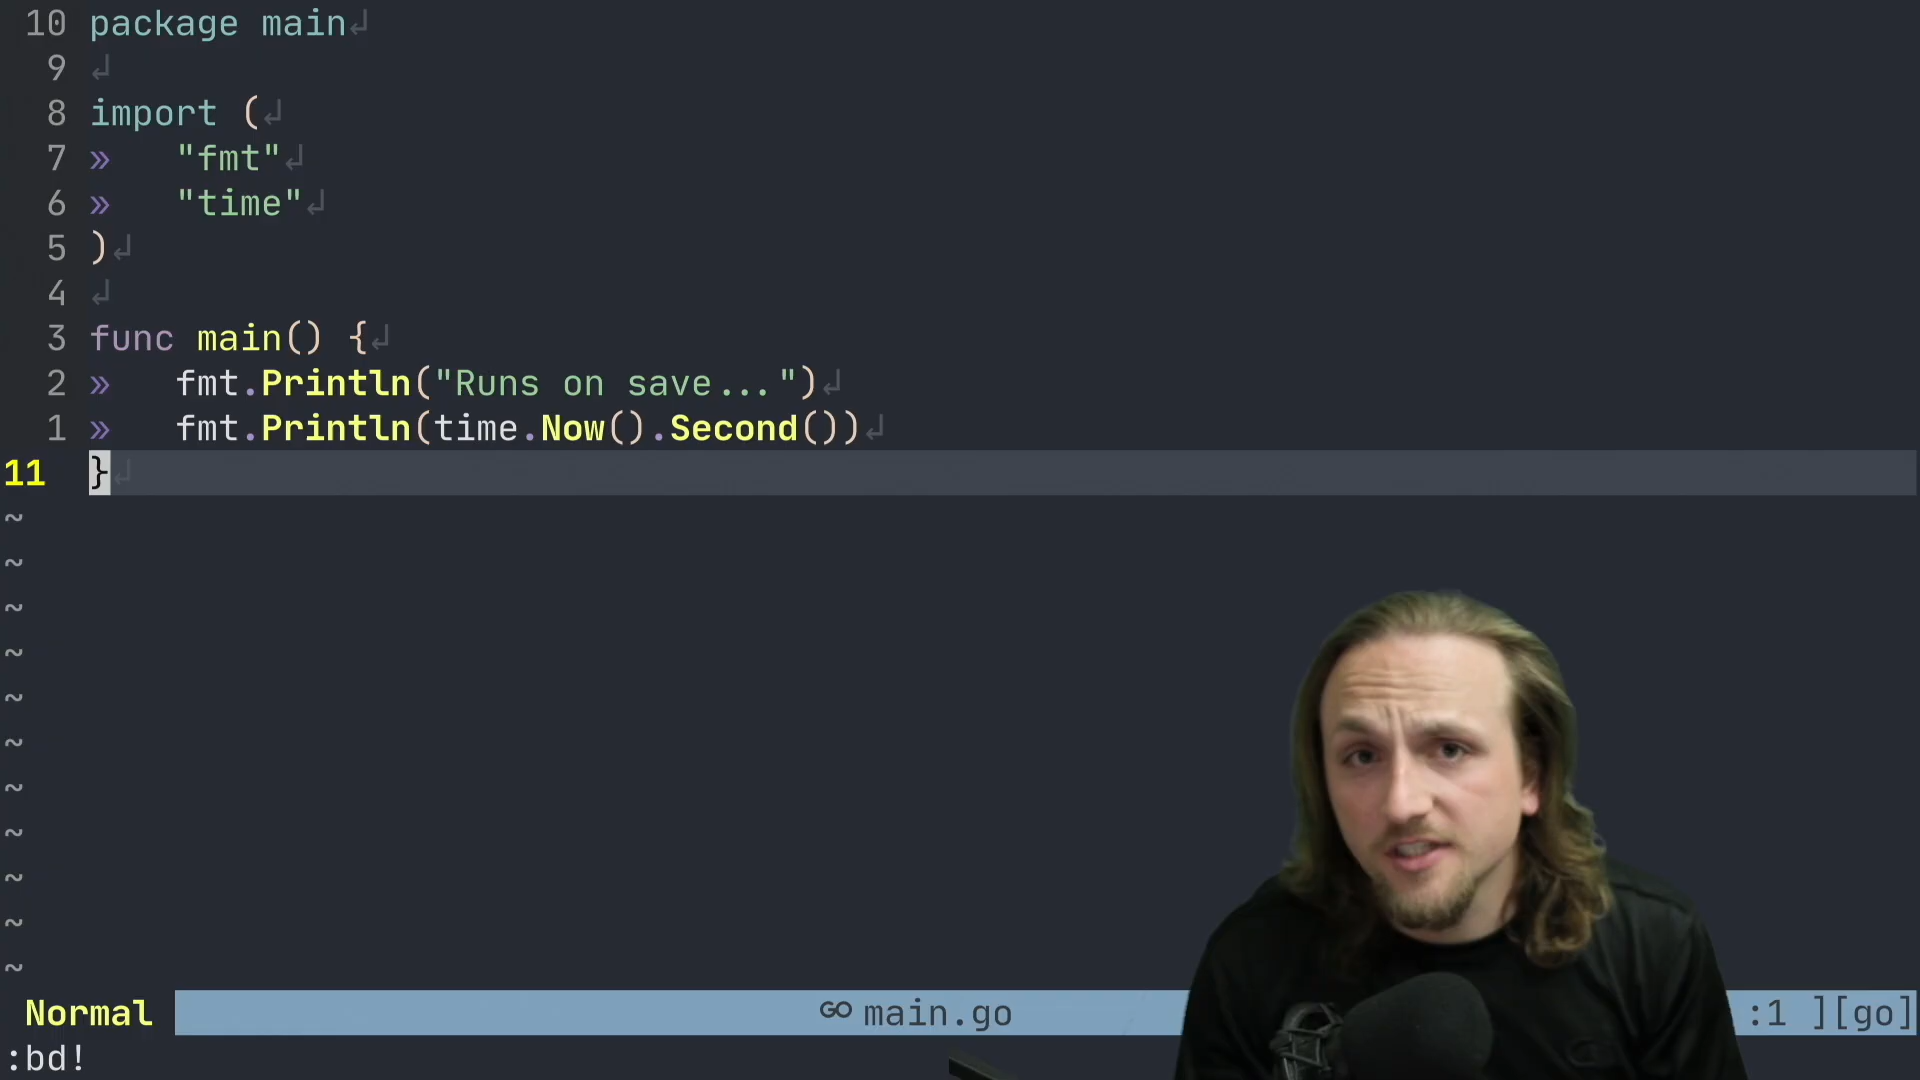 10 package main↲
9 ↲
8 import (↲
7 »   "fmt"↲
6 »   "time"↲
5 )↲
4 ↲
3 func main() {↲
2 »   fmt.Println("Runs on save...")↲
1 »   fmt.Println(time.Now().Second())↲
11 }↲
~
~
~
~
~
~
~
~
~
~
~
Normal main.go :1 ][go]
:bd!